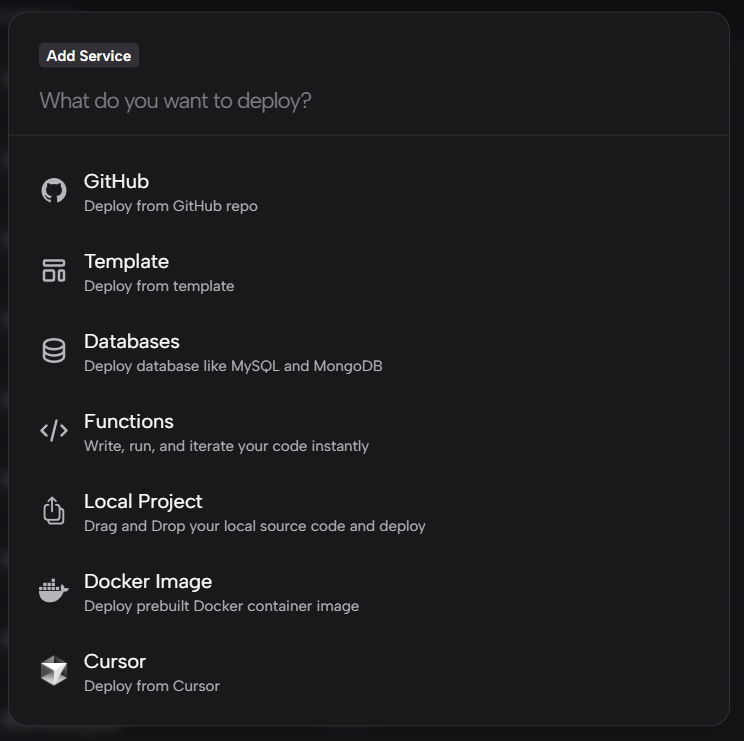 Add Service
What do you want to deploy?
GitHub
Deploy from GitHub repo
Template
Deploy from template
Databases
Deploy database like MySQL and MongoDB
Functions
Write, run, and iterate your code instantly
Local Project
Drag and Drop your local source code and deploy
Docker Image
Deploy prebuilt Docker container image
Cursor
Deploy from Cursor